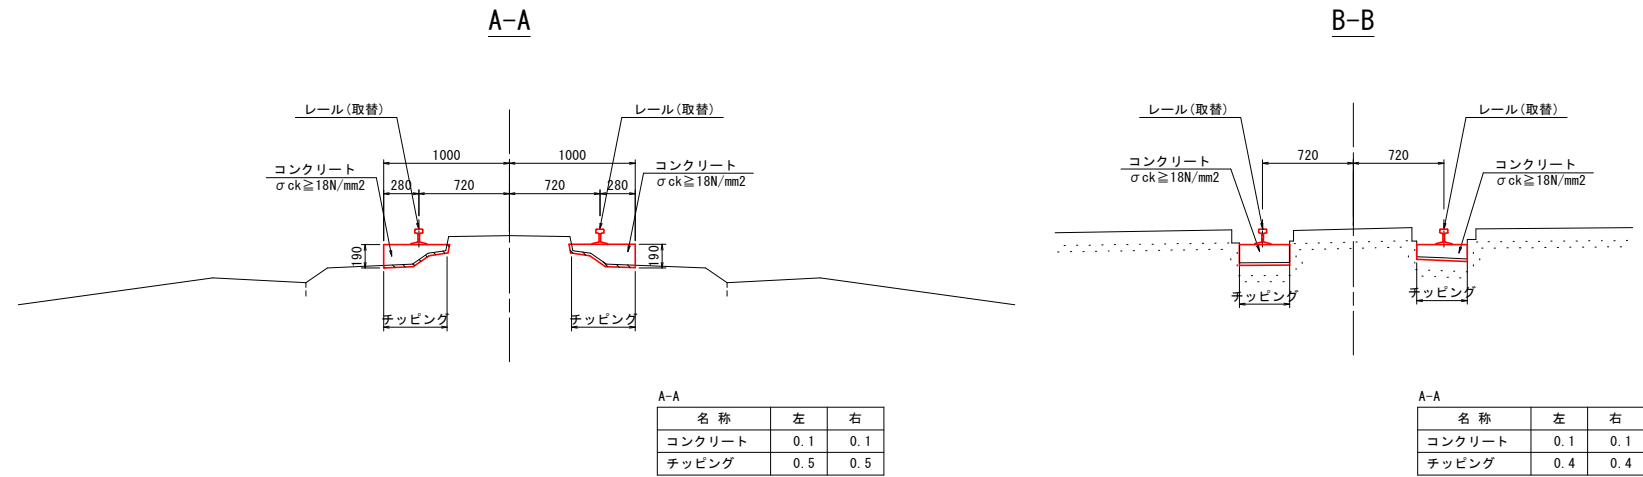 A-A
B-B
レール(取替)
レール(取替)
レール(取替)
レール(取替)
1000
1000
720
720
コンクリート
σck≧18N/mm2
コンクリート
σck≧18N/mm2
コンクリート
σck≧18N/mm2
コンクリート
σck≧18N/mm2
280
720
720
280
190
190
チッピング
チッピング
チッピング
チッピング
A-A
名 称 左 右
コンクリート 0.1 0.1
チッピング 0.5 0.5
A-A
名 称 左 右
コンクリート 0.1 0.1
チッピング 0.4 0.4